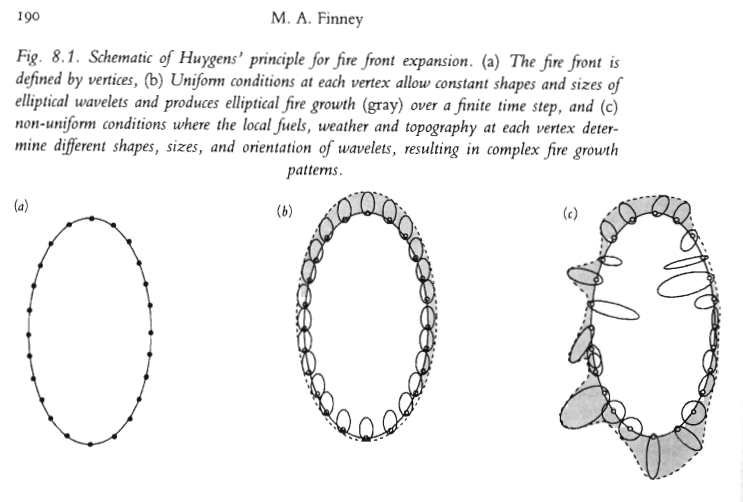 190
M. A. Finney
Fig. 8.1. Schematic of Huygens' principle for fire front expansion. (a) The fire front is
defined by vertices, (b) Uniform conditions at each vertex allow constant shapes and sizes of
elliptical wavelets and produces elliptical fire growth (gray) over a finite time step, and (c)
non-uniform conditions where the local fuels, weather and topography at each vertex deter-
mine different shapes, sizes, and orientation of wavelets, resulting in complex fire growth
patterns.
(a)
(b)
(c)